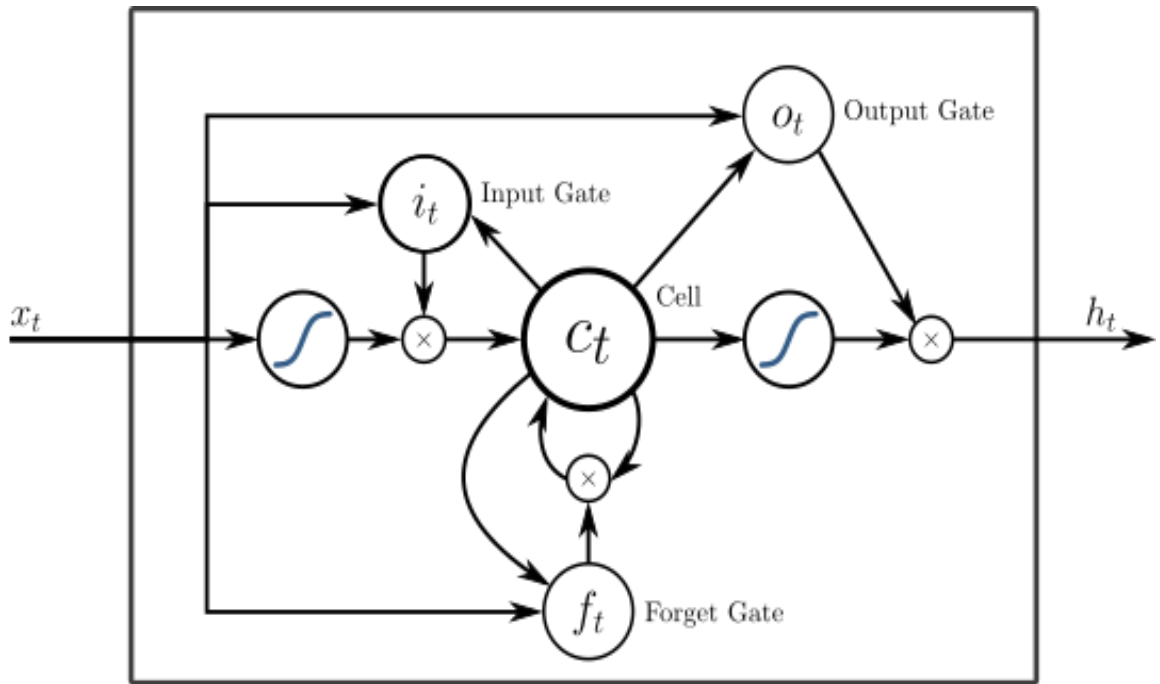 o_t Output Gate
i_t Input Gate
Cell
x_t
h_t
×
c_t
×
×
f_t Forget Gate